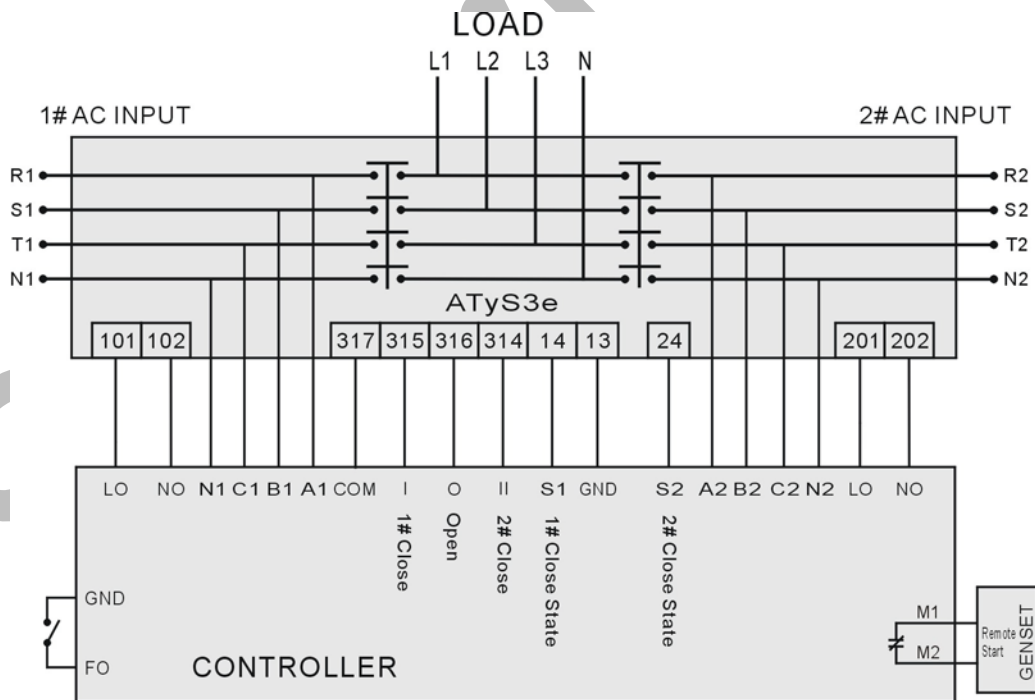 LOAD
L1 L2 L3 N
1# AC INPUT
2# AC INPUT
R1
R2
S1
S2
T1
T2
N1
N2
ATyS3e
101 102 317 315 316 314 14 13 24 201 202
LO NO N1 C1 B1 A1 COM I O II S1 GND S2 A2 B2 C2 N2 LO NO
1# Close
Open
2# Close
1# Close State
2# Close State
GND
FO
CONTROLLER
M1
M2
Remote
Start
GENSET